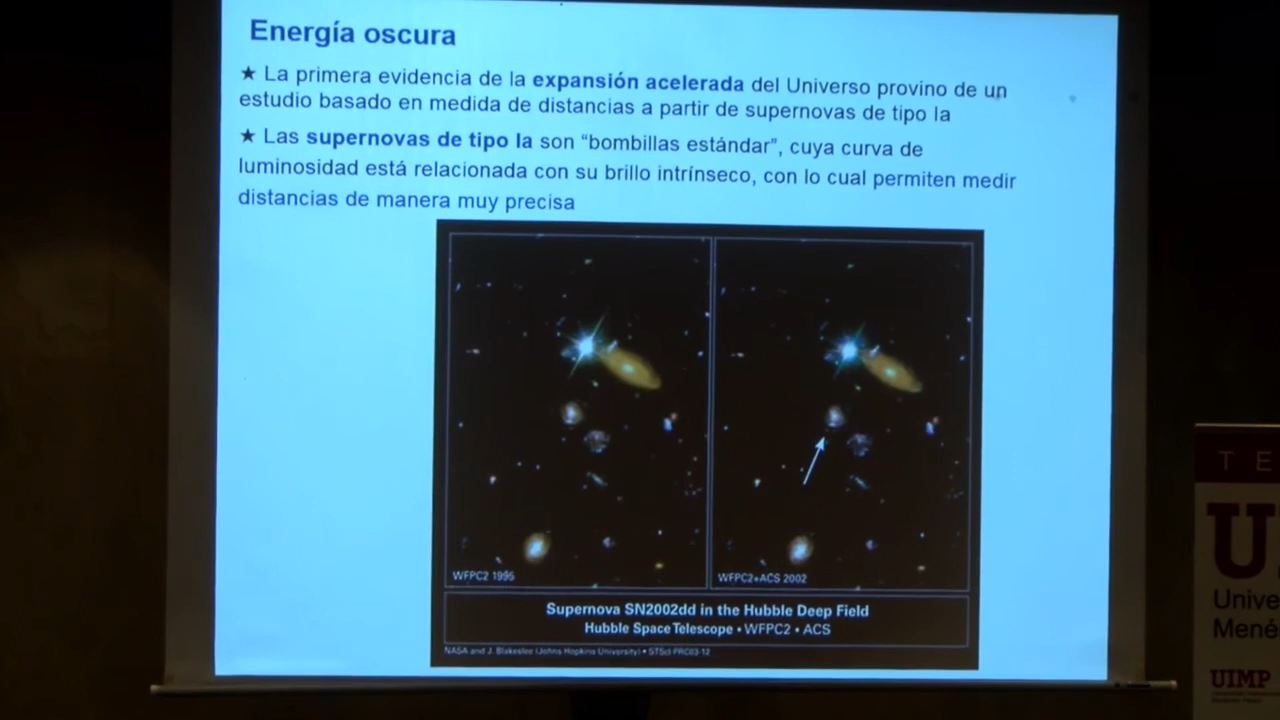 Energía oscura
★ La primera evidencia de la expansión acelerada del Universo provino de un
estudio basado en medida de distancias a partir de supernovas de tipo Ia
★ Las supernovas de tipo Ia son “bombillas estándar”, cuya curva de
luminosidad está relacionada con su brillo intrínseco, con lo cual permiten medir
distancias de manera muy precisa
WFPC2 1995
WFPC2+ACS 2002
Supernova SN2002dd in the Hubble Deep Field
Hubble Space Telescope • WFPC2 • ACS
NASA and J. Blakeslee (Johns Hopkins University) • STScI-PRC03-12
T E
U
Unive
Mené
UIMP